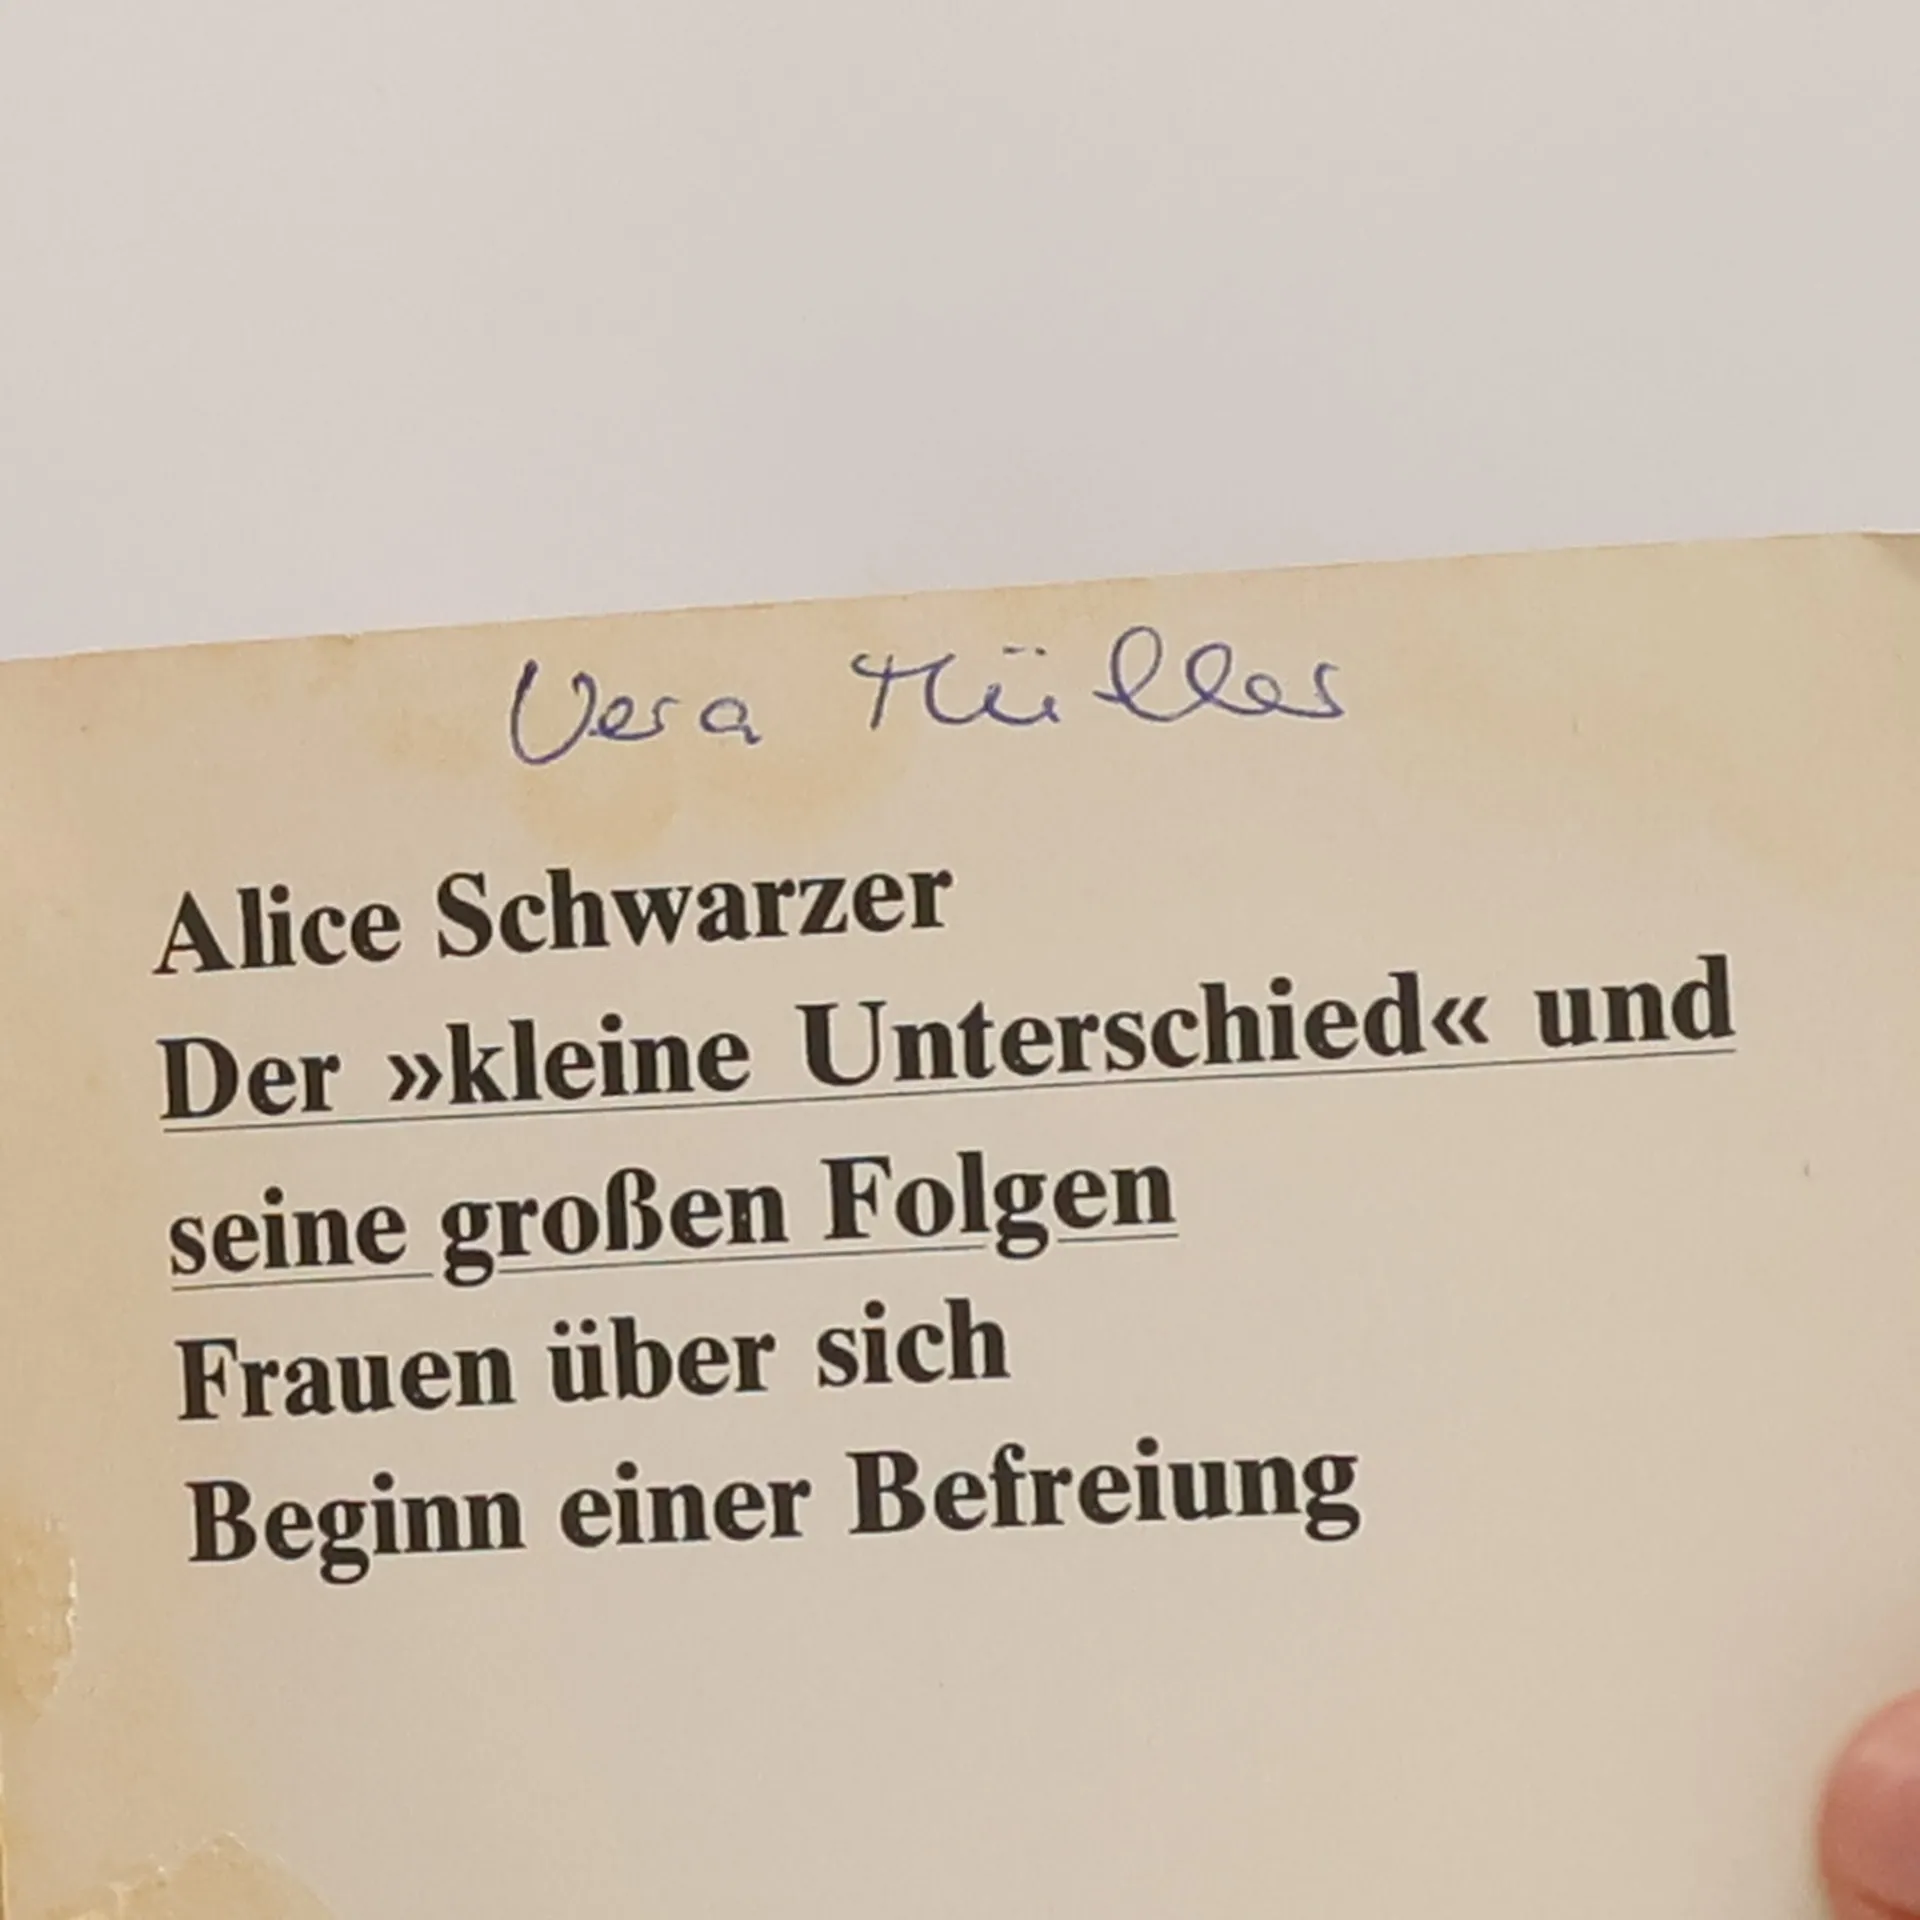 Vera Müller
Alice Schwarzer
Der »kleine Unterschied« und
seine großen Folgen
Frauen über sich
Beginn einer Befreiung